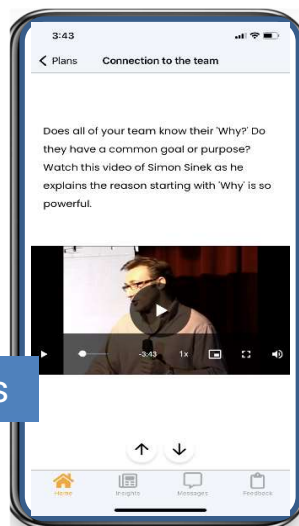 3:43
Plans Connection to the team
Does all of your team know their 'Why?' Do
they have a common goal or purpose?
Watch this video of Simon Sinek as he
explains the reason starting with 'Why' is so
powerful.
-3:43 1x
s
Home Insights Messages Feedback